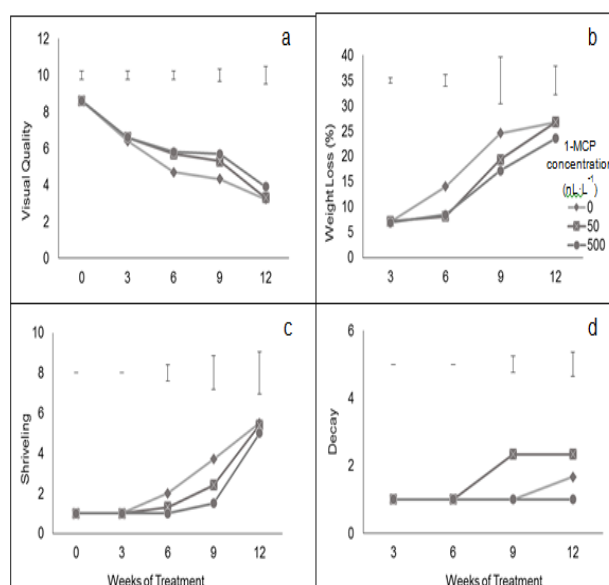 a
12
10
8
6
4
2
0
Visual Quality
0 3 6 9 12
b
40
35
30
25
20
15
10
5
0
Weight Loss (%)
3 6 9 12
1-MCP
concentration
(nL·L⁻¹)
0
50
500
c
10
8
6
4
2
0
Shriveling
0 3 6 9 12
Weeks of Treatment
d
6
4
2
0
Decay
3 6 9 12
Weeks of Treatment